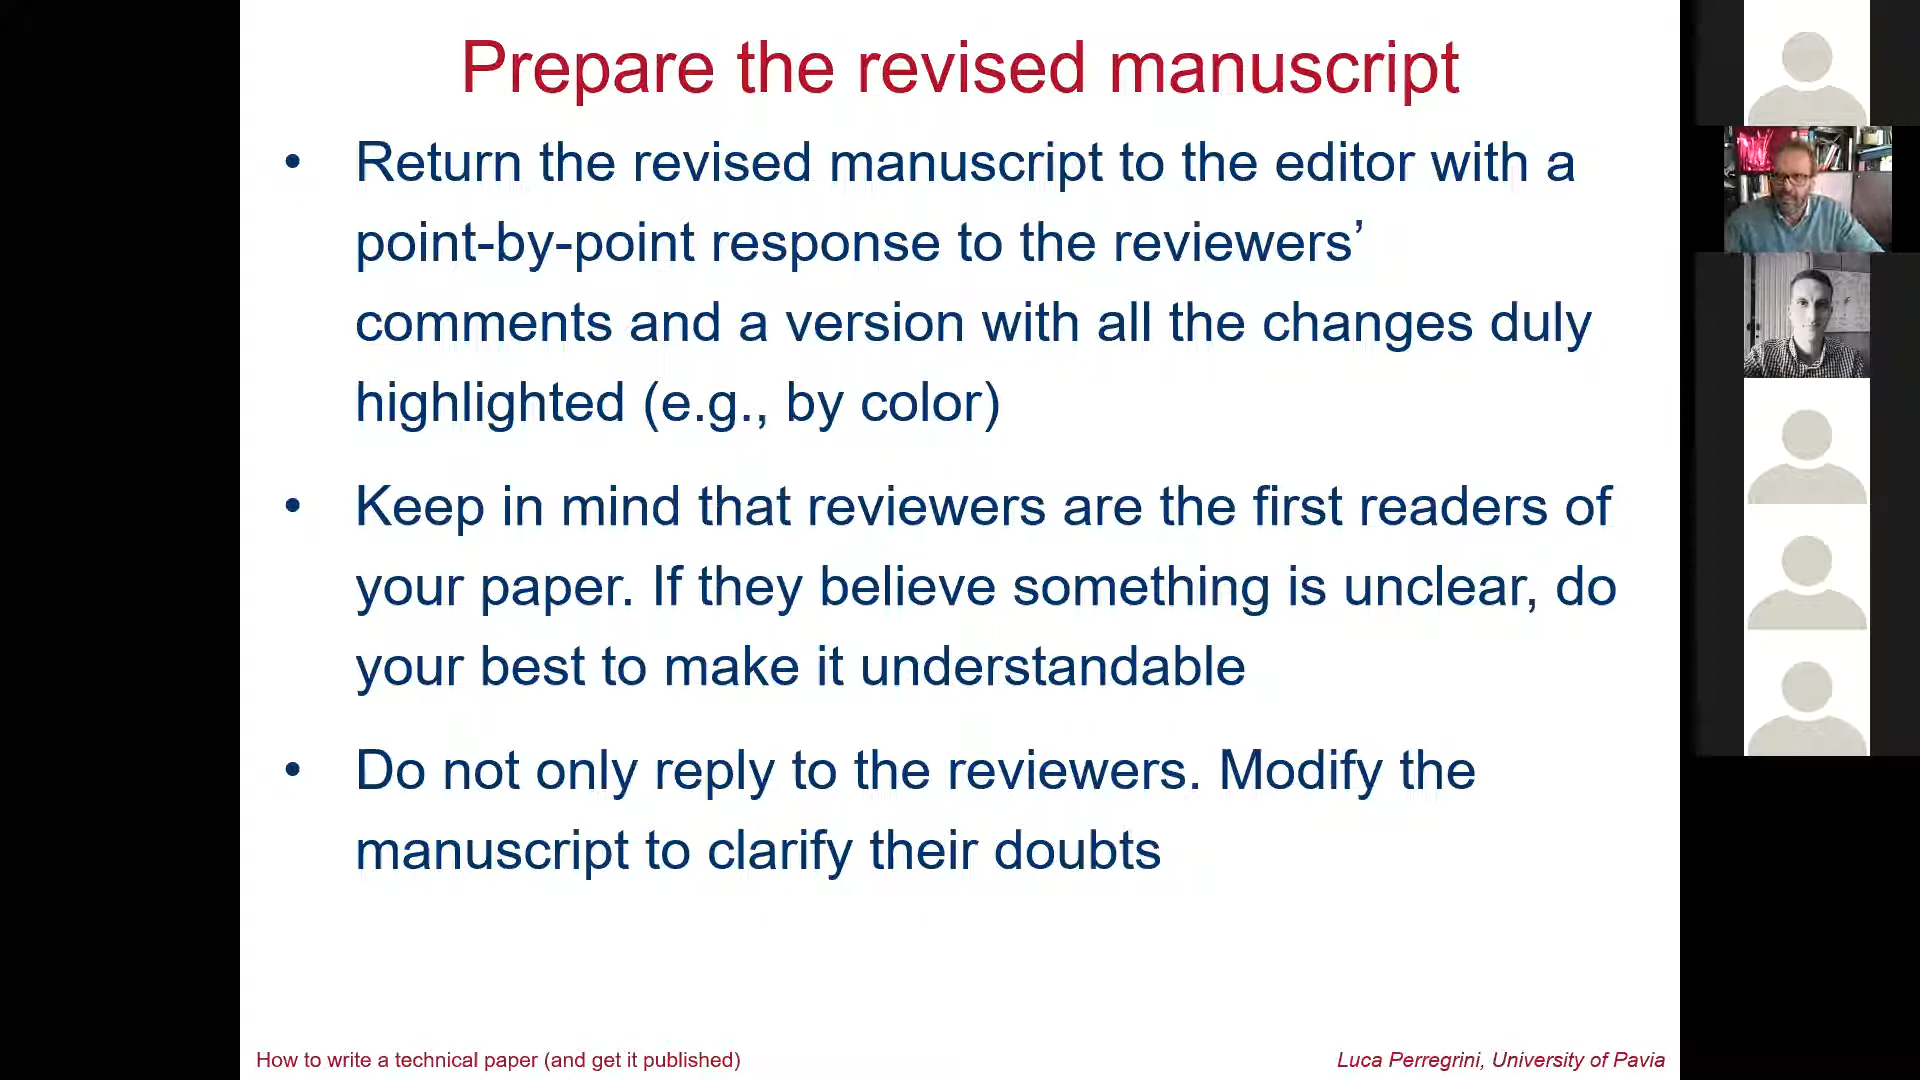 Prepare the revised manuscript
• Return the revised manuscript to the editor with a
point-by-point response to the reviewers’
comments and a version with all the changes duly
highlighted (e.g., by color)
• Keep in mind that reviewers are the first readers of
your paper. If they believe something is unclear, do
your best to make it understandable
• Do not only reply to the reviewers. Modify the
manuscript to clarify their doubts
How to write a technical paper (and get it published)
Luca Perregrini, University of Pavia